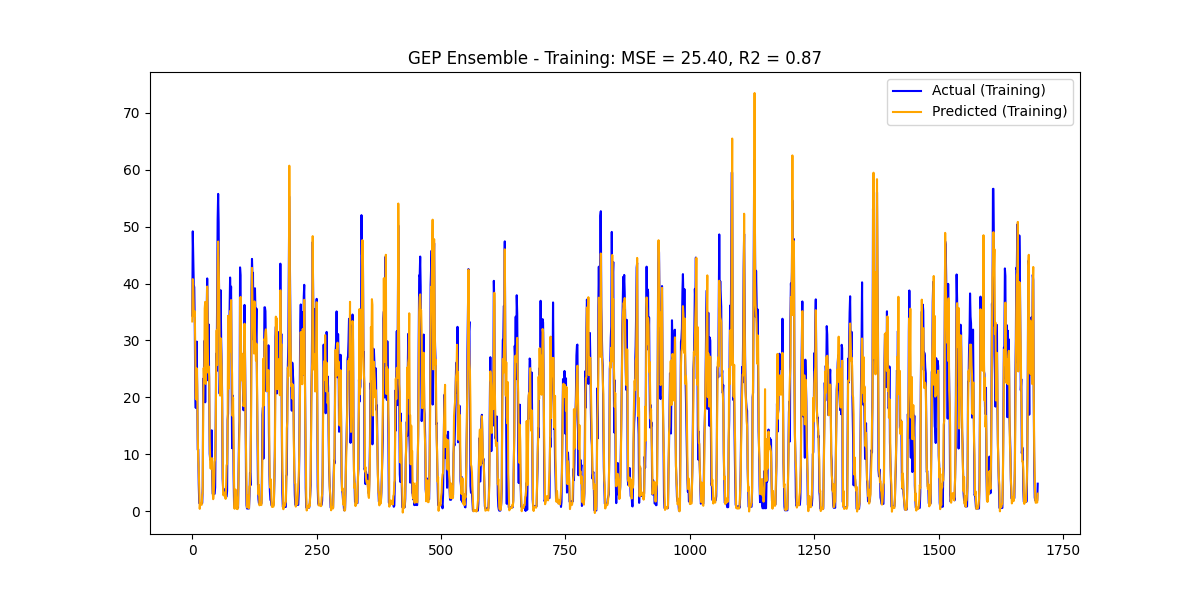 GEP Ensemble - Training: MSE = 25.40, R2 = 0.87
Actual (Training)
Predicted (Training)
70
60
50
40
30
20
10
0
0 250 500 750 1000 1250 1500 1750